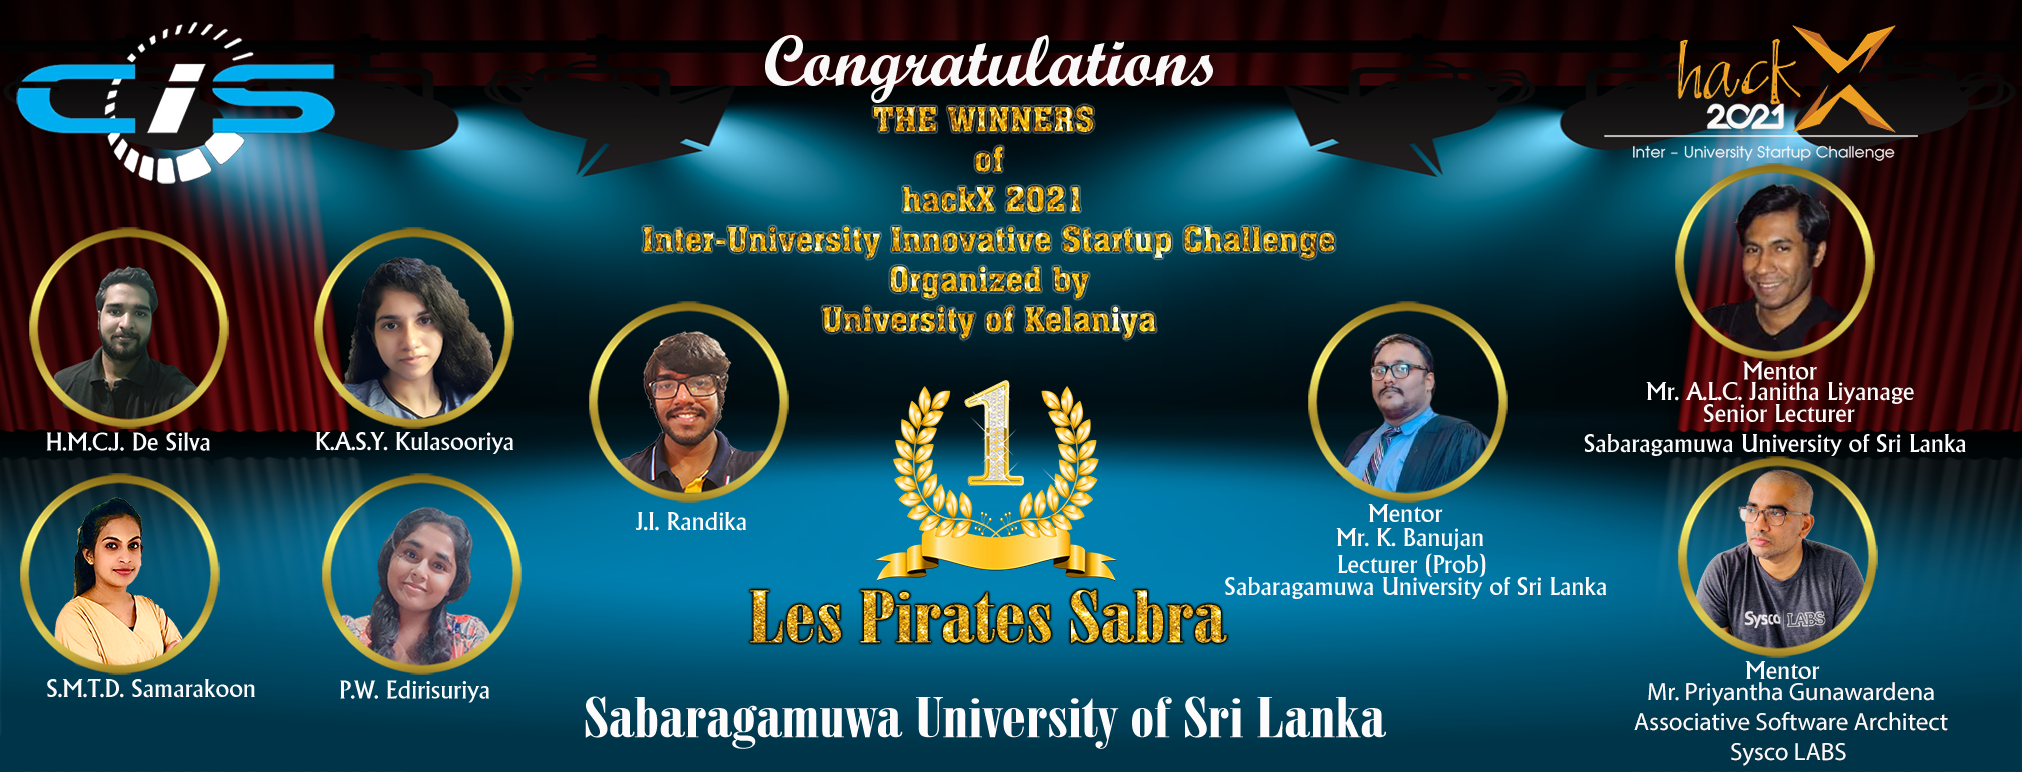 CiS
Congratulations
THE WINNERS
of
hackX 2021
Inter-University Innovative Startup Challenge
Organized by
University of Kelaniya
hack X
2021
Inter - University Startup Challenge
H.M.C.J. De Silva
K.A.S.Y. Kulasooriya
S.M.T.D. Samarakoon
P.W. Edirisuriya
J.I. Randika
1
Les Pirates Sabra
Sabaragamuwa University of Sri Lanka
Mentor
Mr. K. Banujan
Lecturer (Prob)
Sabaragamuwa University of Sri Lanka
Mentor
Mr. A.L.C. Janitha Liyanage
Senior Lecturer
Sabaragamuwa University of Sri Lanka
Sysco LABS
Mentor
Mr. Priyantha Gunawardena
Associative Software Architect
Sysco LABS